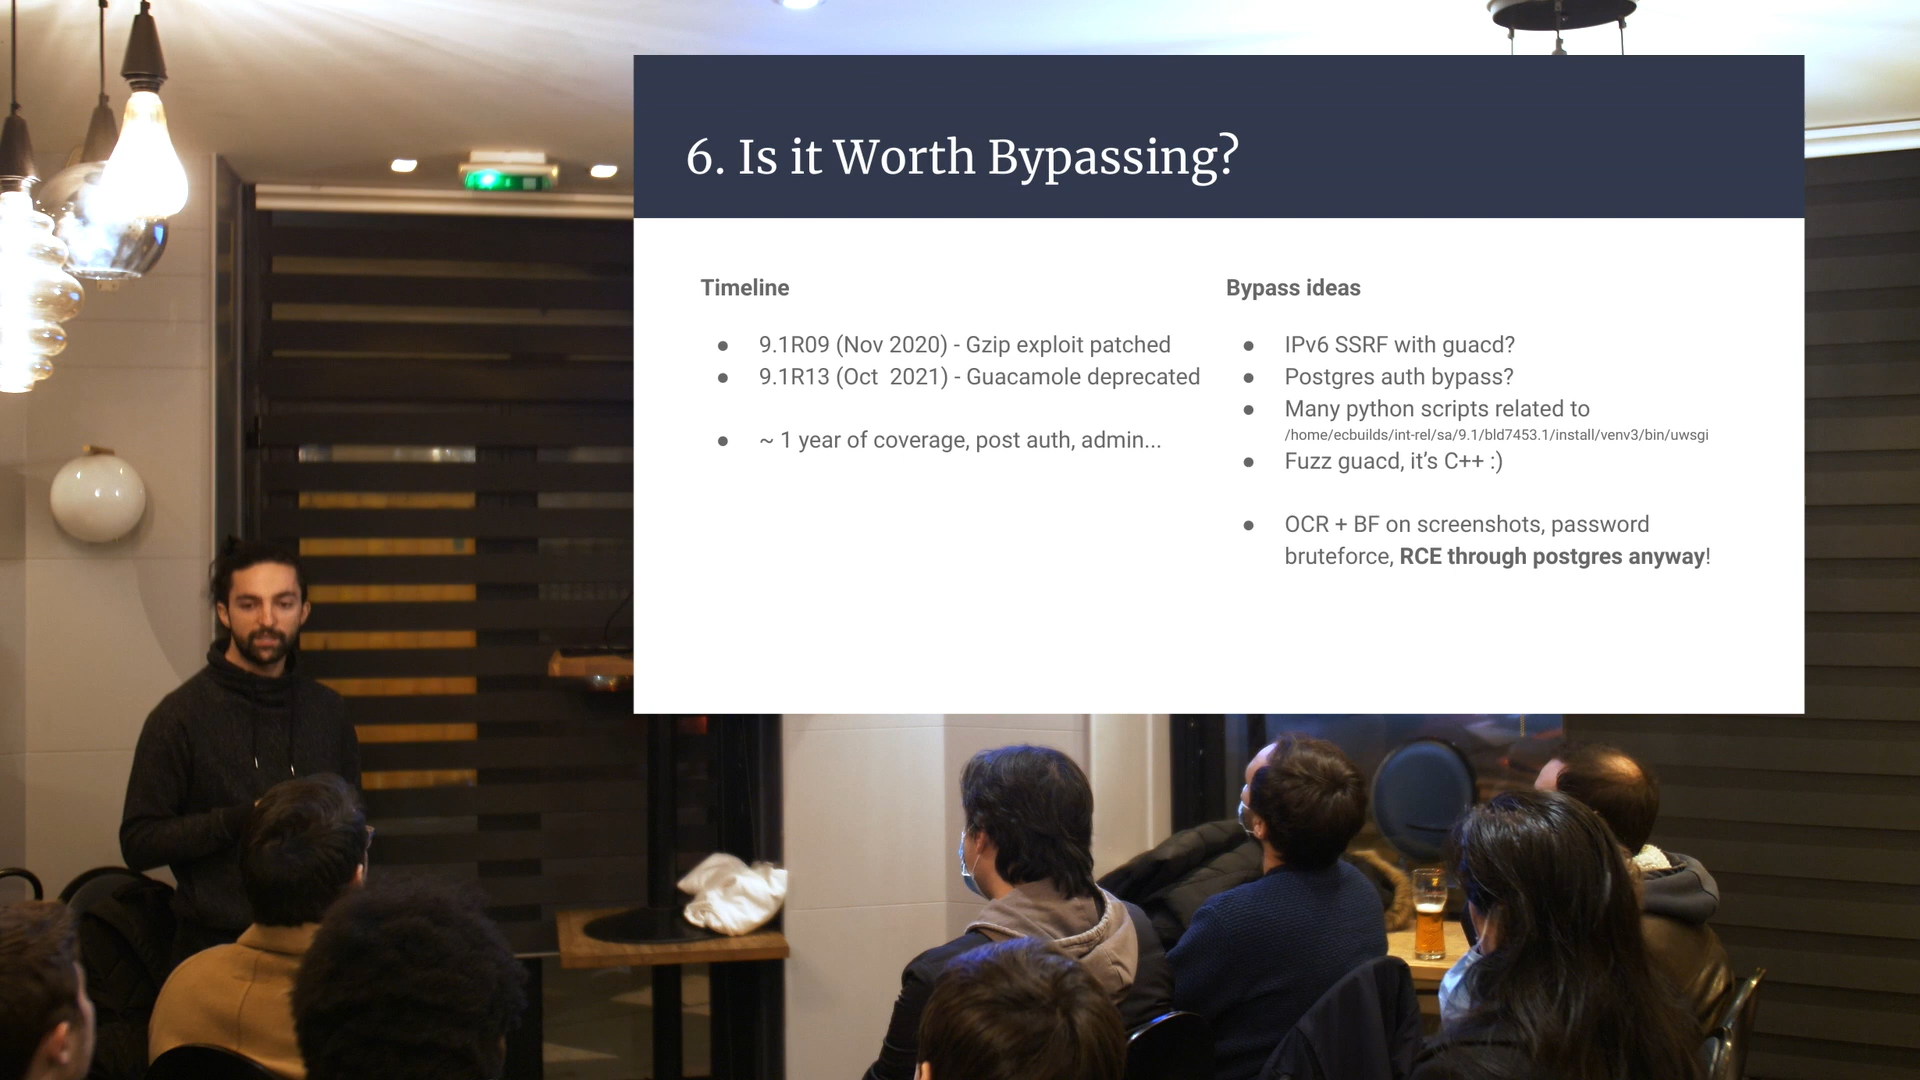 6. Is it Worth Bypassing?
Timeline
● 9.1R09 (Nov 2020) - Gzip exploit patched
● 9.1R13 (Oct  2021) - Guacamole deprecated
● ~ 1 year of coverage, post auth, admin...
Bypass ideas
● IPv6 SSRF with guacd?
● Postgres auth bypass?
● Many python scripts related to
/home/ecbuilds/int-rel/sa/9.1/bld7453.1/install/venv3/bin/uwsgi
● Fuzz guacd, it’s C++ :)
● OCR + BF on screenshots, password
bruteforce, RCE through postgres anyway!